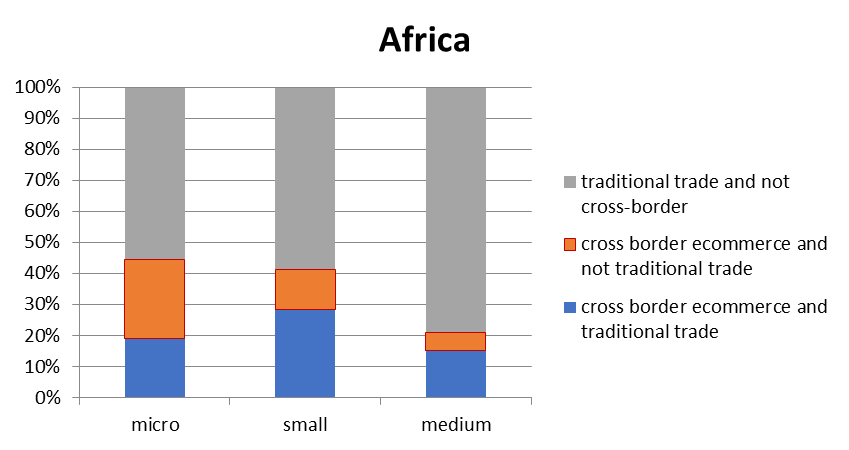 Africa
100%
90%
80%
70%
60%
50%
40%
30%
20%
10%
0%
micro
small
medium
traditional trade and not
cross-border
cross border ecommerce and
not traditional trade
cross border ecommerce and
traditional trade